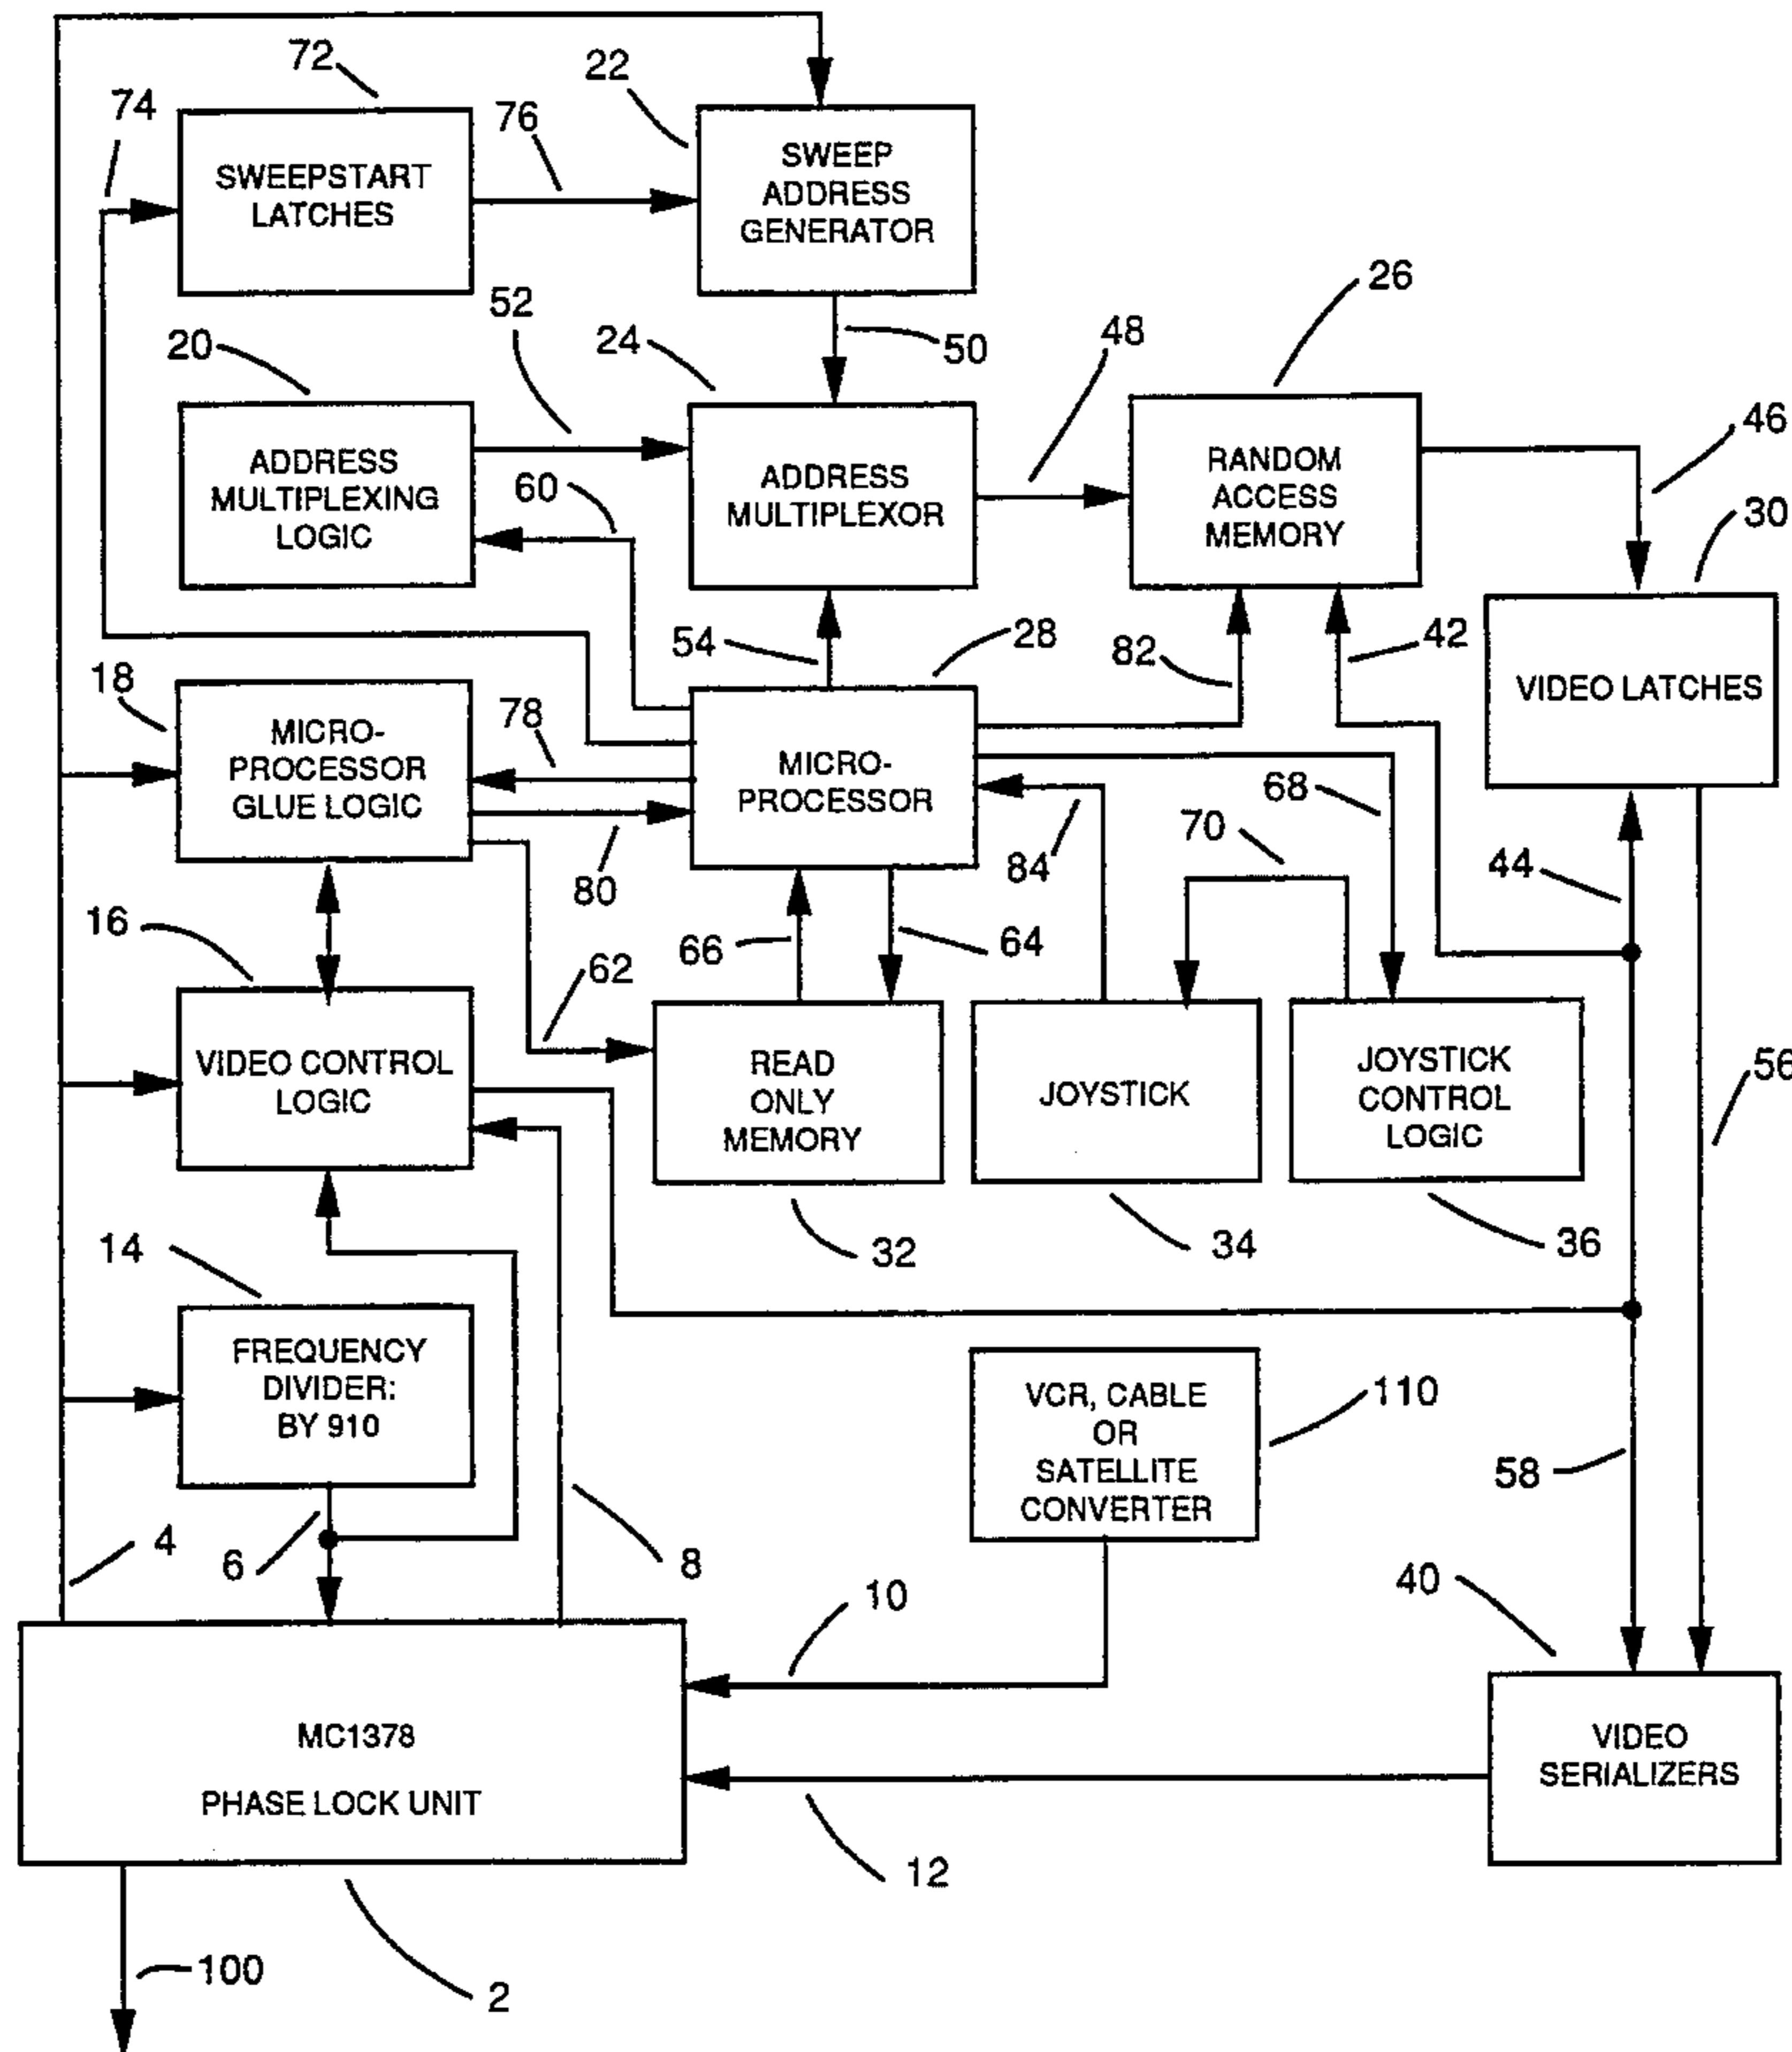 72
22
74
76
SWEEPSTART
LATCHES
SWEEP
ADDRESS
GENERATOR
52
26
20
24
50
48
46
ADDRESS
MULTIPLEXING
LOGIC
60
ADDRESS
MULTIPLEXOR
RANDOM
ACCESS
MEMORY
30
54
28
82
42
18
78
VIDEO LATCHES
MICRO-
PROCESSOR
GLUE LOGIC
MICRO-
PROCESSOR
68
70
80
84
44
16
66
64
62
VIDEO CONTROL
LOGIC
READ
ONLY
MEMORY
JOYSTICK
JOYSTICK
CONTROL
LOGIC
56
14
32
34
36
FREQUENCY
DIVIDER:
BY 910
VCR, CABLE
OR
SATELLITE
CONVERTER
110
58
4
6
8
10
40
MC1378
PHASE LOCK UNIT
VIDEO
SERIALIZERS
12
100
2